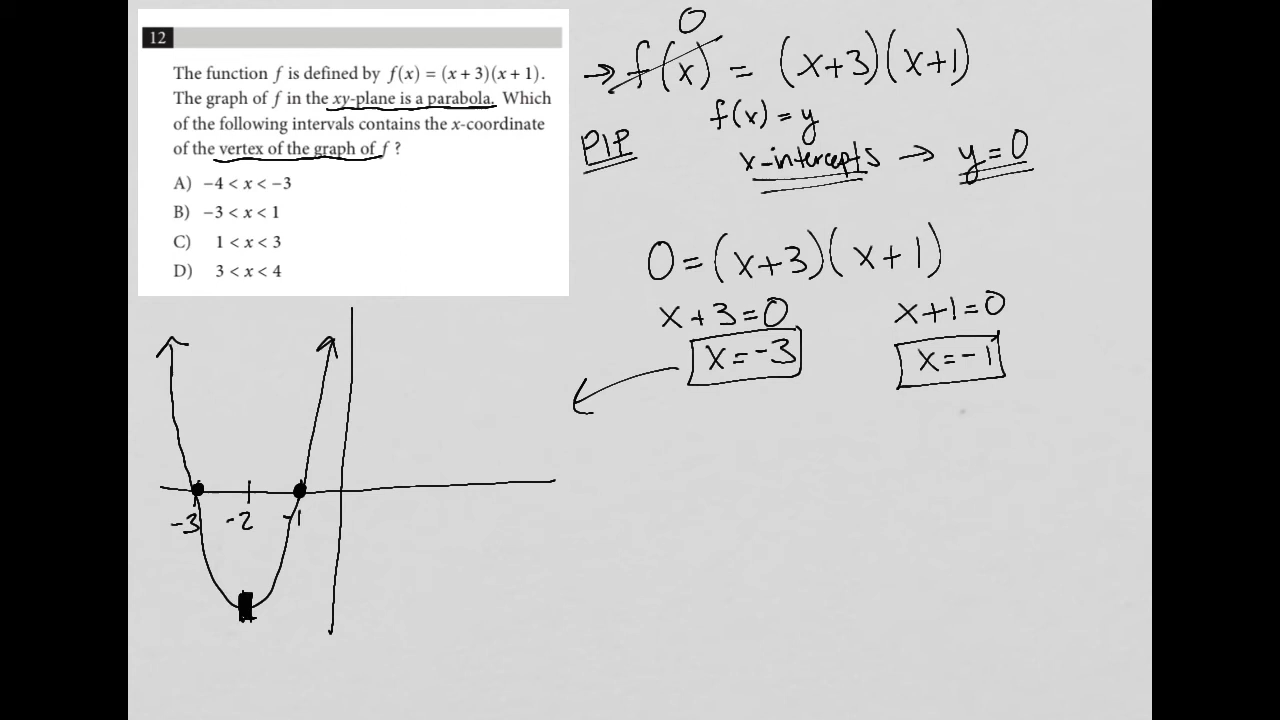 12
The function f is defined by f(x) = (x + 3)(x + 1).
The graph of f in the xy-plane is a parabola. Which
of the following intervals contains the x-coordinate
of the vertex of the graph of f ?
A) −4 < x < −3
B) −3 < x < 1
C) 1 < x < 3
D) 3 < x < 4
0
→ f(x) = (x+3)(x+1)
f(x) = y
PIP
x-intercepts → y=0
0=(x+3)(x+1)
x+3=0 x+1=0
x=-3 x=-1
-3 -2 -1